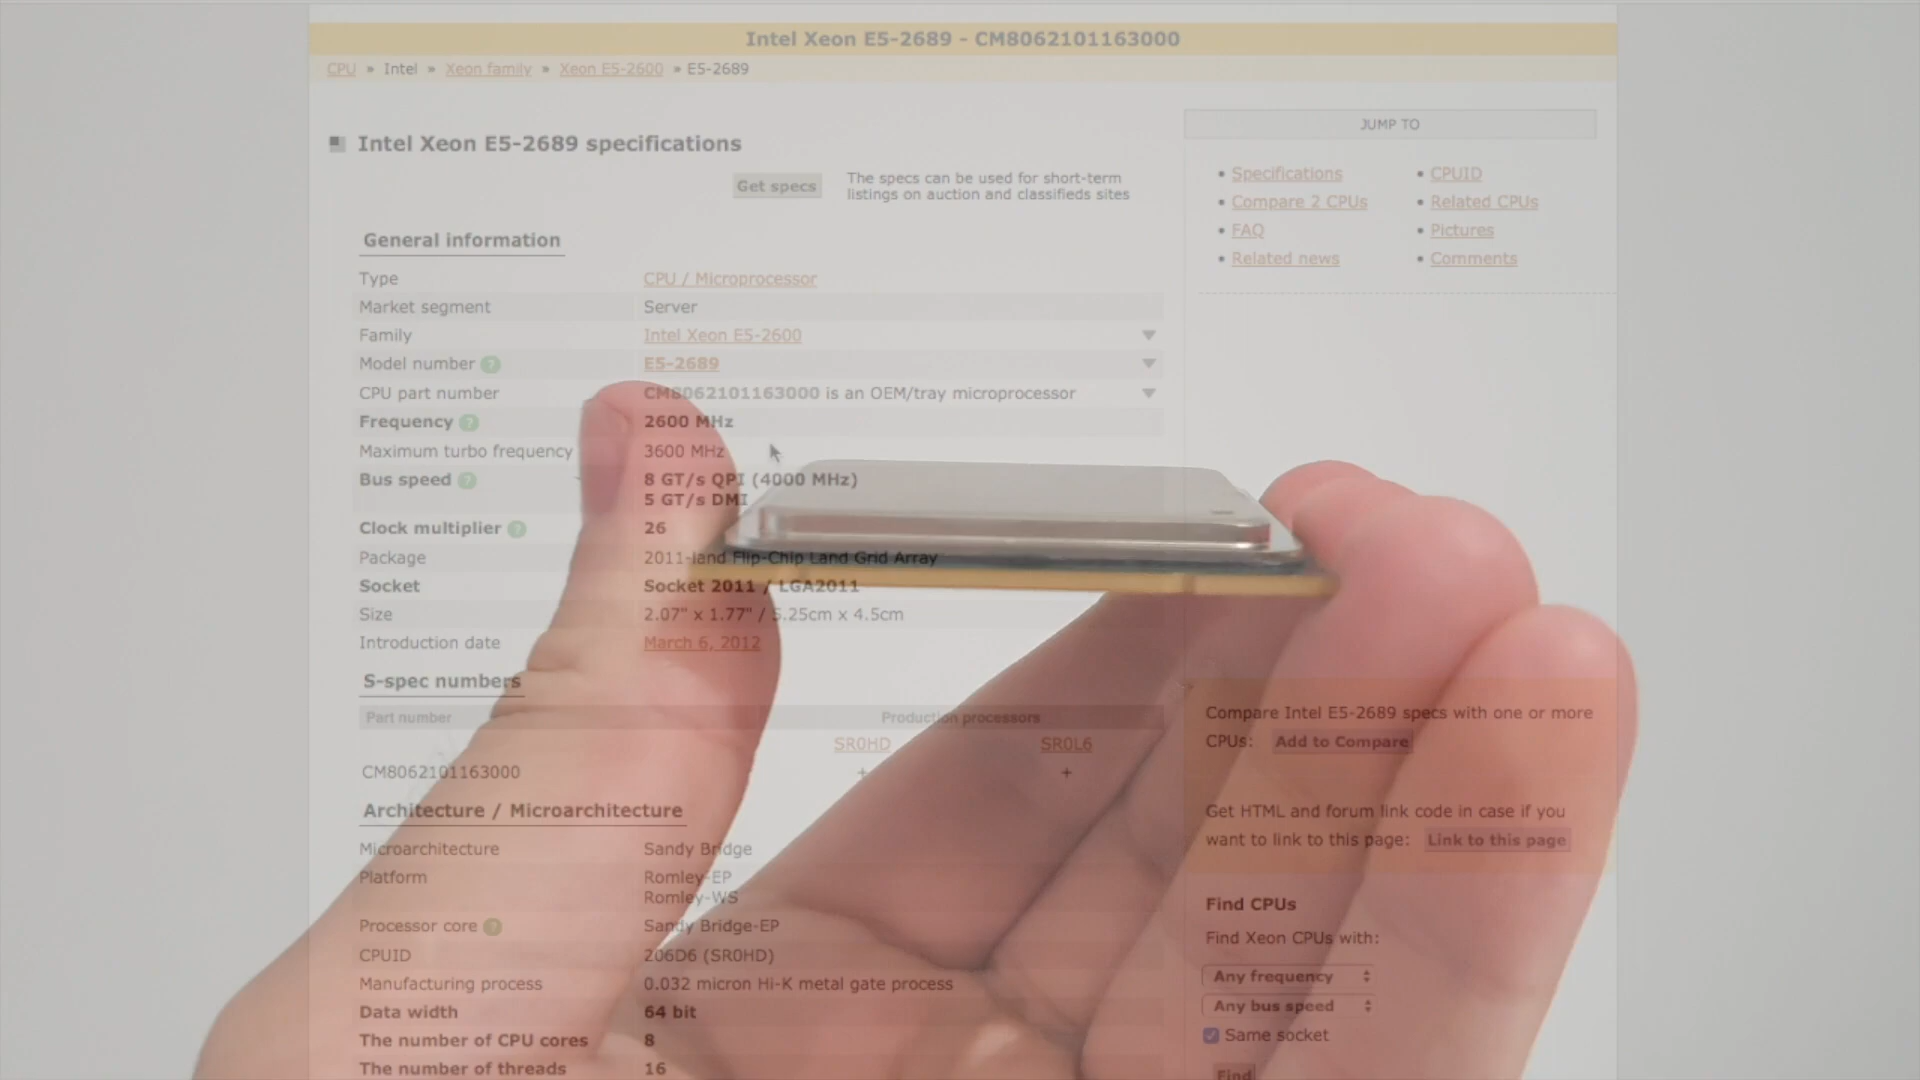 Intel Xeon E5-2689 - CM8062101163000
CPU » Intel » Xeon family » Xeon E5-2600 » E5-2689
Intel Xeon E5-2689 specifications
Get specs
The specs can be used for short-term
listings on auction and classifieds sites
JUMP TO
• Specifications
• CPUID
• Compare 2 CPUs
• Related CPUs
• FAQ
• Pictures
• Related news
• Comments
General information
Type CPU / Microprocessor
Market segment Server
Family Intel Xeon E5-2600
Model number ? E5-2689
CPU part number CM8062101163000 is an OEM/tray microprocessor
Frequency ? 2600 MHz
Maximum turbo frequency 3600 MHz
Bus speed ? 8 GT/s QPI (4000 MHz)
5 GT/s DMI
Clock multiplier ? 26
Package 2011-land Flip-Chip Land Grid Array
Socket Socket 2011 / LGA2011
Size 2.07" x 1.77" / 5.25cm x 4.5cm
Introduction date March 6, 2012
S-spec numbers
Part number Production processors
SR0HD SR0L6
CM8062101163000 + +
Architecture / Microarchitecture
Microarchitecture Sandy Bridge
Platform Romley-EP
Romley-WS
Processor core ? Sandy Bridge-EP
CPUID 206D6 (SR0HD)
Manufacturing process 0.032 micron Hi-K metal gate process
Data width 64 bit
The number of CPU cores 8
The number of threads 16
Compare Intel E5-2689 specs with one or more
CPUs: Add to Compare
Get HTML and forum link code in case if you
want to link to this page: Link to this page
Find CPUs
Find Xeon CPUs with:
Any frequency
Any bus speed
Same socket
Find